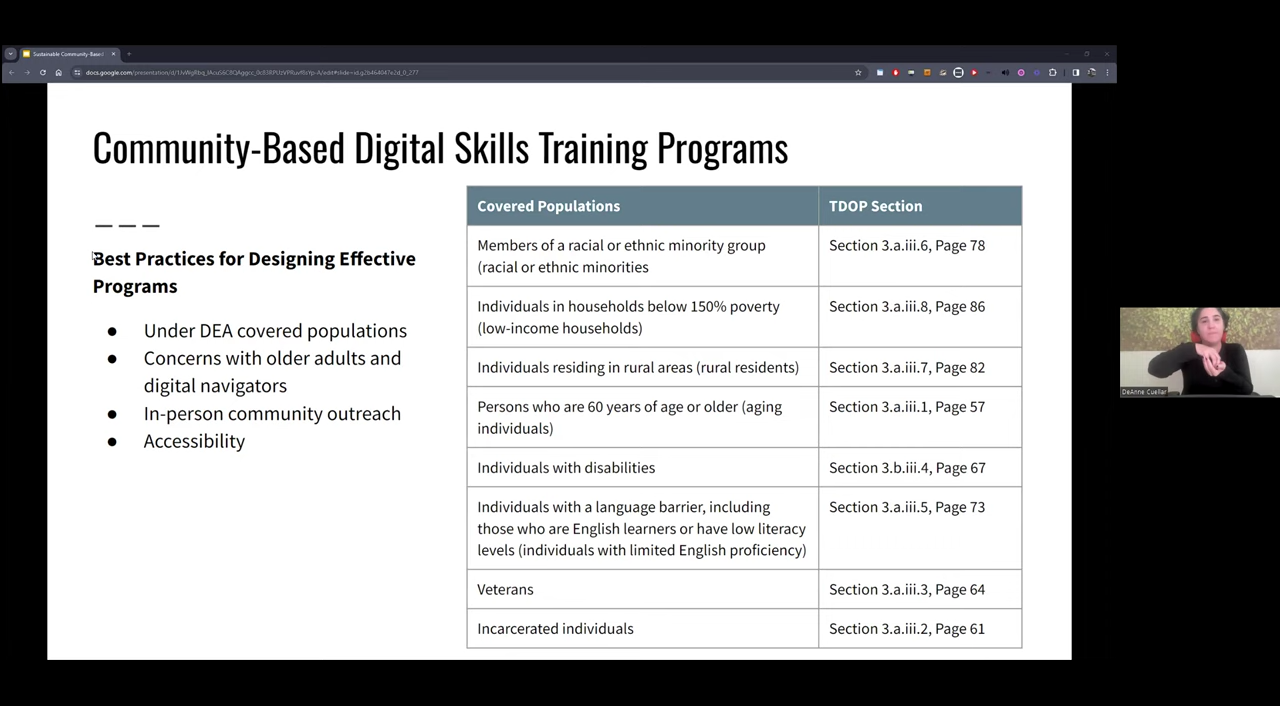 Sustainable Community-Based
Community-Based Digital Skills Training Programs
Best Practices for Designing Effective
Programs
● Under DEA covered populations
● Concerns with older adults and
digital navigators
● In-person community outreach
● Accessibility
Covered Populations TDOP Section
Members of a racial or ethnic minority group Section 3.a.iii.6, Page 78
(racial or ethnic minorities
Individuals in households below 150% poverty Section 3.a.iii.8, Page 86
(low-income households)
Individuals residing in rural areas (rural residents) Section 3.a.iii.7, Page 82
Persons who are 60 years of age or older (aging Section 3.a.iii.1, Page 57
individuals)
Individuals with disabilities Section 3.b.iii.4, Page 67
Individuals with a language barrier, including Section 3.a.iii.5, Page 73
those who are English learners or have low literacy
levels (individuals with limited English proficiency)
Veterans Section 3.a.iii.3, Page 64
Incarcerated individuals Section 3.a.iii.2, Page 61
DeAnne.Cuellar